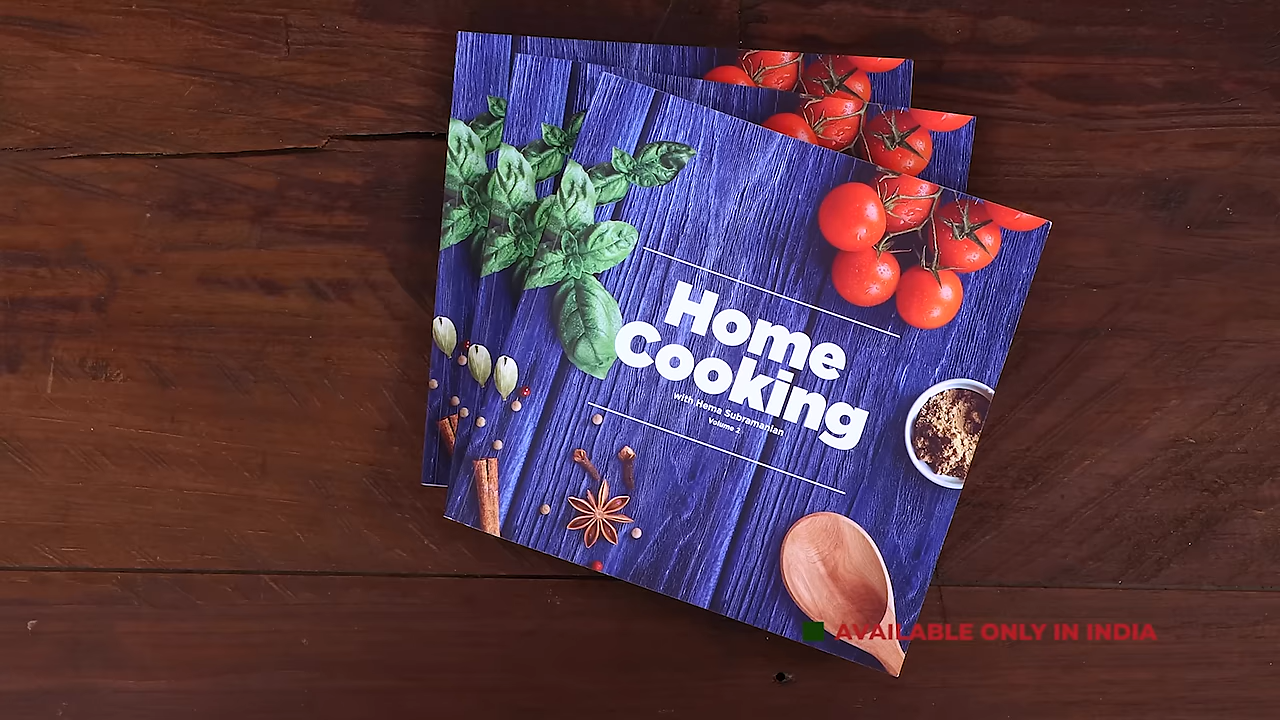 Home
Cooking
with Hema Subramanian
Volume 2
AVAILABLE ONLY IN INDIA